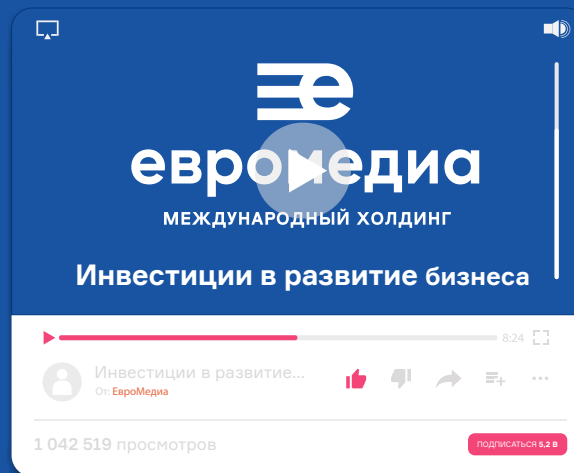 евромедиа
МЕЖДУНАРОДНЫЙ ХОЛДИНГ
Инвестиции в развитие бизнеса
8:24
Инвестиции в развитие...
От: ЕвроМедиа
1 042 519 просмотров
ПОДПИСАТЬСЯ 5,2 В